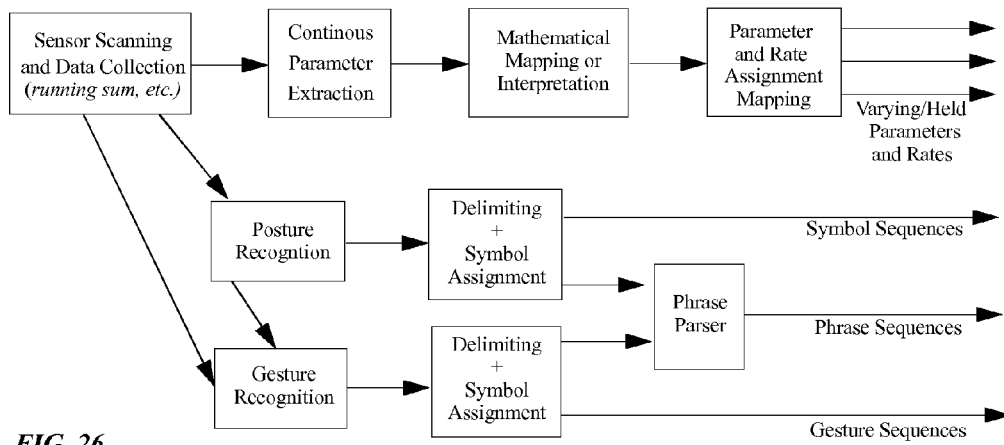 Sensor Scanning
and Data Collection
(running sum, etc.)
Continous
Parameter
Extraction
Mathematical
Mapping or
Interpretation
Parameter
and Rate
Assignment
Mapping
Varying/Held
Parameters
and Rates
Posture
Recogntion
Delimiting
+
Symbol
Assignment
Symbol Sequences
Phrase
Parser
Phrase Sequences
Gesture
Recognition
Delimiting
+
Symbol
Assignment
Gesture Sequences
FIG. 26